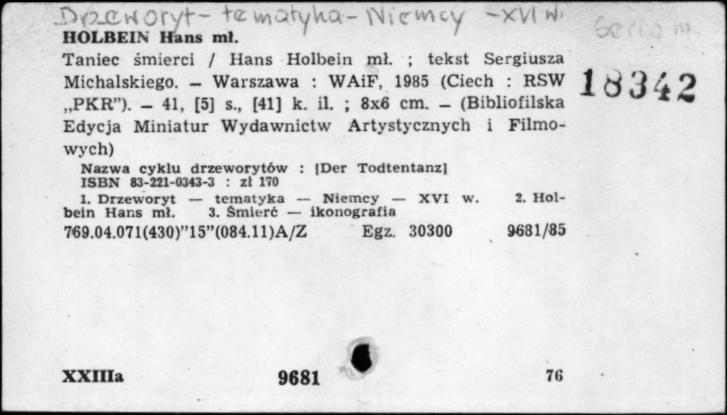 Drzeworyt - tematyka - Niemcy - XVI w.
HOLBEIN Hans mł.
Taniec śmierci / Hans Holbein mł. ; tekst Sergiusza
Michalskiego. — Warszawa : WAiF, 1985 (Ciech : RSW
„PKR”). — 41, [5] s., [41] k. il. ; 8x6 cm. — (Bibliofilska
Edycja Miniatur Wydawnictw Artystycznych i Filmo-
wych)
18342
Nazwa cyklu drzeworytów : [Der Todtentanz]
ISBN 83-221-0343-3 : zł 170
1. Drzeworyt — tematyka — Niemcy — XVI w. 2. Hol-
bein Hans mł. 3. Śmierć — ikonografia
769.04.071(430)”15”(084.11)A/Z Egz. 30300 9681/85
XXIIIa 9681 76